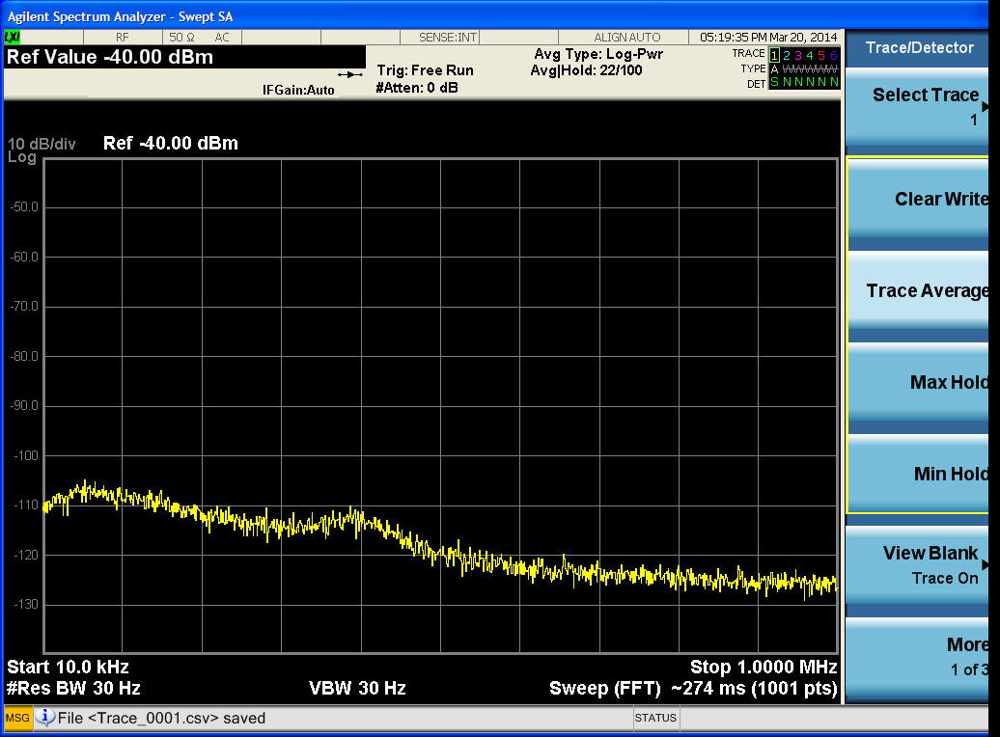 Agilent Spectrum Analyzer - Swept SA
LXI RF 50 Ω AC SENSE:INT ALIGN AUTO 05:19:35 PM Mar 20, 2014
Ref Value -40.00 dBm
Trig: Free Run
IFGain:Auto
#Atten: 0 dB
Avg Type: Log-Pwr
Avg|Hold: 22/100
TRACE 1 2 3 4 5 6
TYPE A WWWWW
DET S N N N N N
Trace/Detector
Select Trace
1
Clear Write
Trace Average
Max Hold
Min Hold
View Blank
Trace On
More
1 of 3
10 dB/div
Log
Ref -40.00 dBm
-50.0
-60.0
-70.0
-80.0
-90.0
-100
-110
-120
-130
Start 10.0 kHz
Stop 1.0000 MHz
#Res BW 30 Hz
VBW 30 Hz
Sweep (FFT) ~274 ms (1001 pts)
MSG File <Trace_0001.csv> saved
STATUS